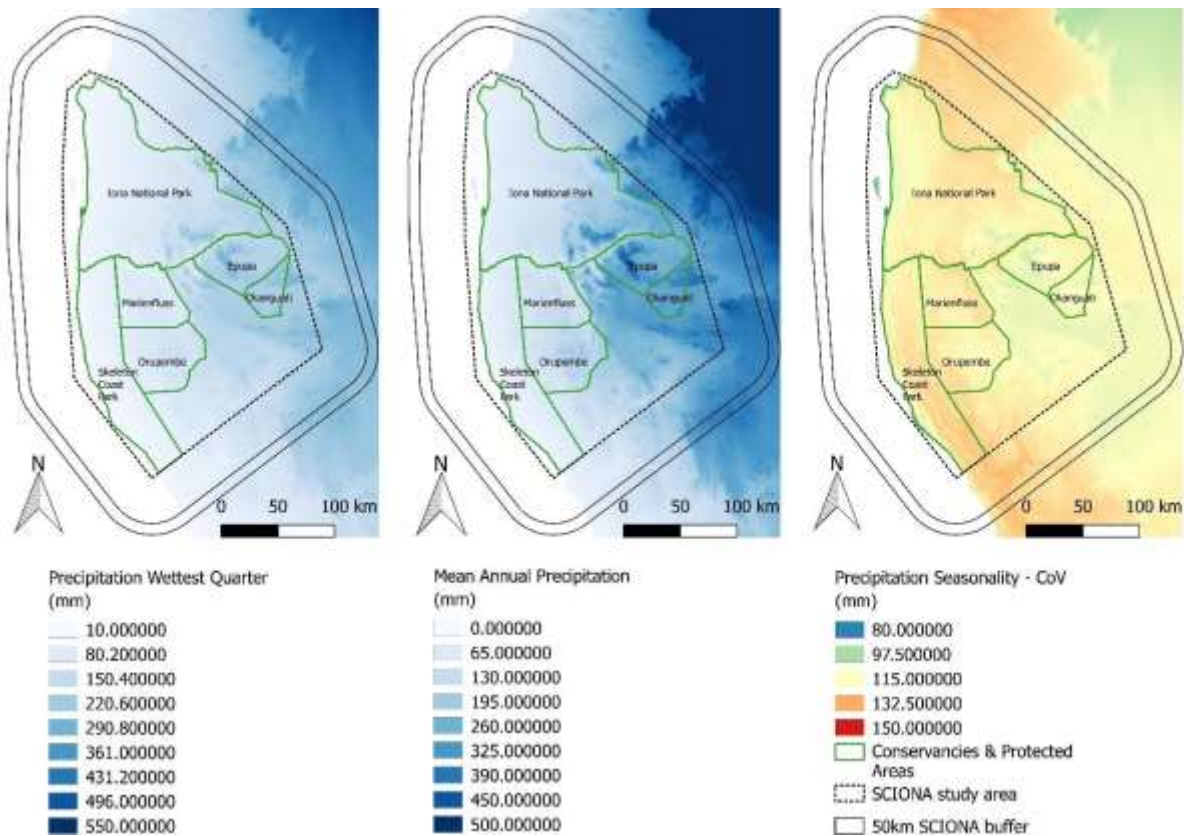 Iona National Park
Epupa
Okanguati
Marienfluss
Orupembe
Skeleton
Coast
Park
N
0 50 100 km
Iona National Park
Epupa
Okanguati
Marienfluss
Orupembe
Skeleton
Coast
Park
N
0 50 100 km
Iona National Park
Epupa
Okanguati
Marienfluss
Orupembe
Skeleton
Coast
Park
N
0 50 100 km
Precipitation Wettest Quarter
(mm)
10.000000
80.200000
150.400000
220.600000
290.800000
361.000000
431.200000
496.000000
550.000000
Mean Annual Precipitation
(mm)
0.000000
65.000000
130.000000
195.000000
260.000000
325.000000
390.000000
450.000000
500.000000
Precipitation Seasonality - CoV
(mm)
80.000000
97.500000
115.000000
132.500000
150.000000
Conservancies & Protected
Areas
SCIONA study area
50km SCIONA buffer